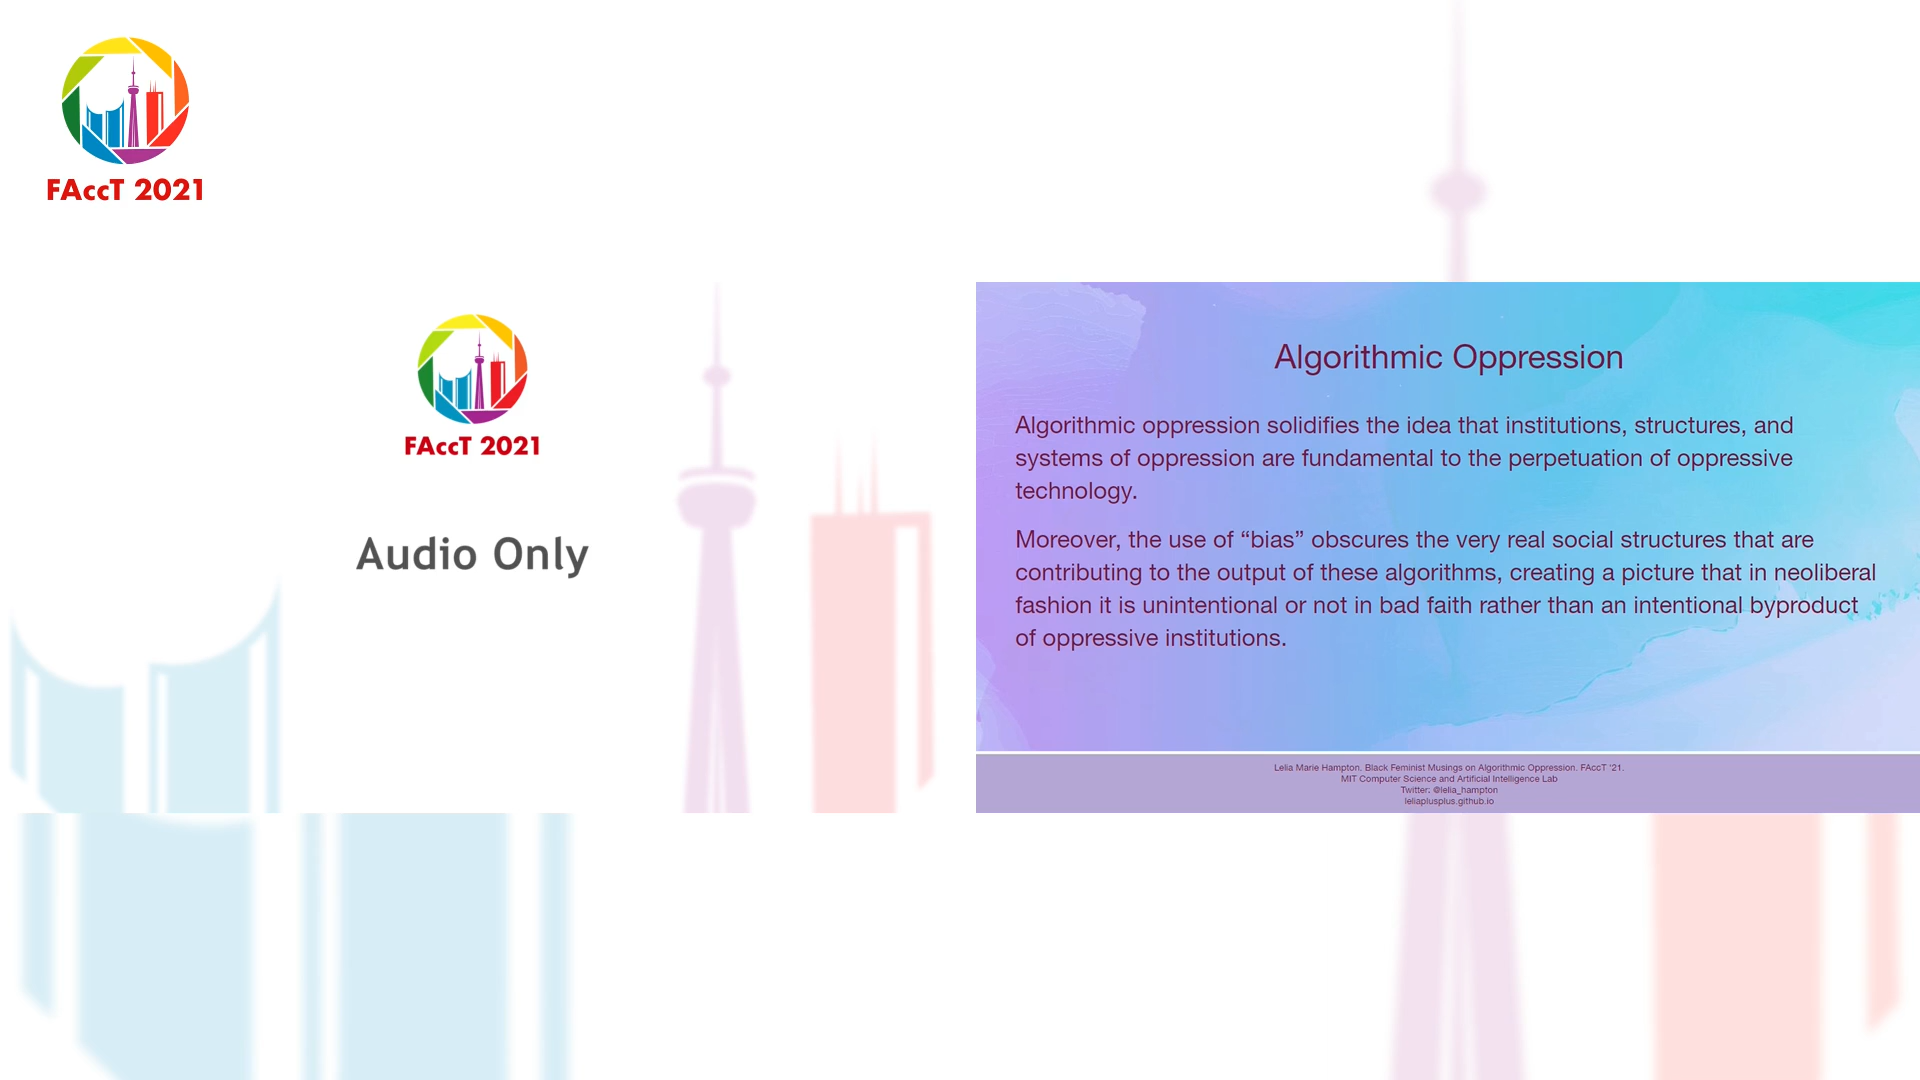 FAccT 2021
FAccT 2021
Audio Only
Algorithmic Oppression
Algorithmic oppression solidifies the idea that institutions, structures, and
systems of oppression are fundamental to the perpetuation of oppressive
technology.
Moreover, the use of “bias” obscures the very real social structures that are
contributing to the output of these algorithms, creating a picture that in neoliberal
fashion it is unintentional or not in bad faith rather than an intentional byproduct
of oppressive institutions.
Lelia Marie Hampton. Black Feminist Musings on Algorithmic Oppression. FAccT '21.
MIT Computer Science and Artificial Intelligence Lab
Twitter: @lelia_hampton
leliaplusplus.github.io